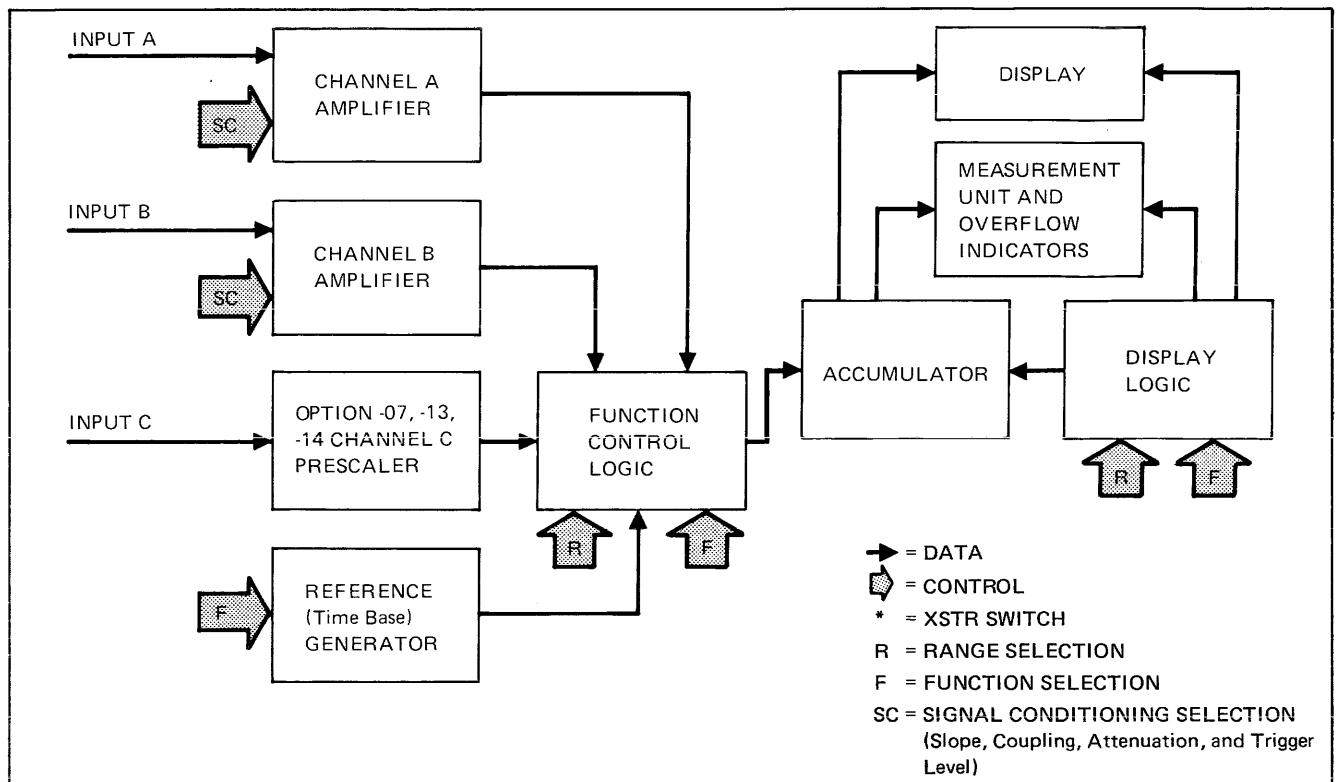 INPUT A
CHANNEL A
AMPLIFIER
SC
INPUT B
CHANNEL B
AMPLIFIER
SC
INPUT C
OPTION -07, -13,
-14 CHANNEL C
PRESCALER
F
REFERENCE
(Time Base)
GENERATOR
FUNCTION
CONTROL
LOGIC
R
F
DISPLAY
MEASUREMENT
UNIT AND
OVERFLOW
INDICATORS
ACCUMULATOR
DISPLAY
LOGIC
R
F
= DATA
= CONTROL
* = XSTR SWITCH
R = RANGE SELECTION
F = FUNCTION SELECTION
SC = SIGNAL CONDITIONING SELECTION
(Slope, Coupling, Attenuation, and Trigger
Level)